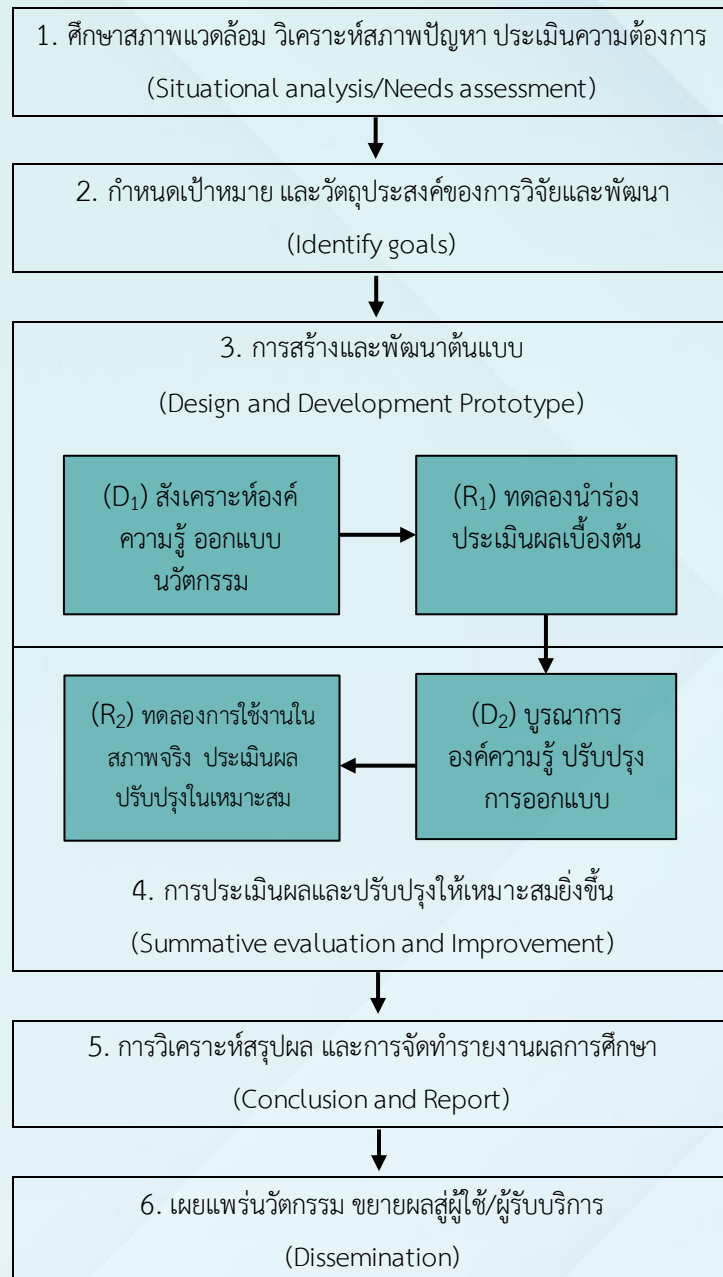 1. ศึกษาสภาพแวดล้อม วิเคราะห์สภาพปัญหา ประเมินความต้องการ
(Situational analysis/Needs assessment)
2. กำหนดเป้าหมาย และวัตถุประสงค์ของการวิจัยและพัฒนา
(Identify goals)
3. การสร้างและพัฒนาต้นแบบ
(Design and Development Prototype)
(D₁) สังเคราะห์องค์
ความรู้ ออกแบบ
นวัตกรรม
(R₁) ทดลองนำร่อง
ประเมินผลเบื้องต้น
(D₂) บูรณาการ
องค์ความรู้ ปรับปรุง
การออกแบบ
(R₂) ทดลองการใช้งานใน
สภาพจริง ประเมินผล
ปรับปรุงในเหมาะสม
4. การประเมินผลและปรับปรุงให้เหมาะสมยิ่งขึ้น
(Summative evaluation and Improvement)
5. การวิเคราะห์สรุปผล และการจัดทำรายงานผลการศึกษา
(Conclusion and Report)
6. เผยแพร่นวัตกรรม ขยายผลสู่ผู้ใช้/ผู้รับบริการ
(Dissemination)